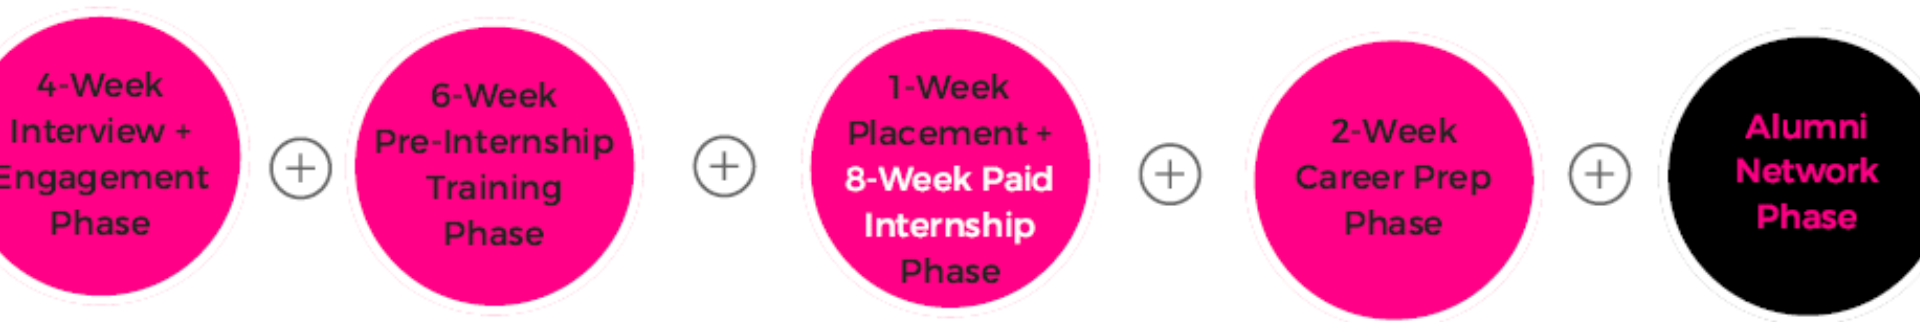 4-Week
Interview +
Engagement
Phase
6-Week
Pre-Internship
Training
Phase
1-Week
Placement +
8-Week Paid
Internship
Phase
2-Week
Career Prep
Phase
Alumni
Network
Phase